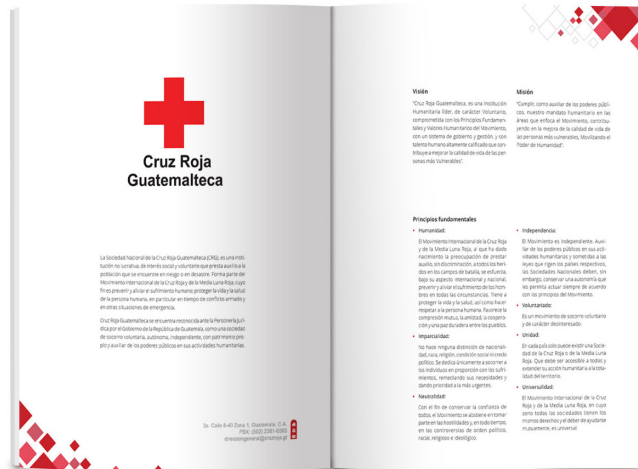 Cruz Roja
Guatemalteca
La Sociedad Nacional de la Cruz Roja Guatemalteca (CRG), es una insti-
tución no lucrativa, de interés social y voluntario que presta auxilio a la
población que se encuentra en riesgo o en desastre. Forma parte del
Movimiento Internacional de la Cruz Roja y de la Media Luna Roja, cuyo
fin es prevenir y aliviar el sufrimiento humano; proteger la vida y la salud
de la persona humana, en particular en tiempo de conflicto armado y
en otras situaciones de emergencia.
Cruz Roja Guatemalteca se encuentra reconocida ante la Personería Jurí-
dica por el Gobierno de la República de Guatemala, como una sociedad
de socorro voluntaria, autónoma, independiente, con patrimonio pro-
pio y auxiliar de los poderes públicos en sus actividades humanitarias.
3a. Calle 8-40 Zona 1, Guatemala, C.A.
PBX: (502) 2381-6565
Visión
"Cruz Roja Guatemalteca, es una Institución
Humanitaria líder, de carácter Voluntario,
comprometida con los Principios Fundamen-
tales y Valores Humanitarios del Movimiento,
con un sistema de gobierno y gestión, y con
talento humano altamente calificado que con-
tribuye a mejorar la calidad de vida de las per-
sonas más Vulnerables".
Misión
"Cumplir, como auxiliar de los poderes públi-
cos, nuestro mandato humanitario en las
áreas que enfoca el Movimiento, contribu-
yendo en la mejora de la calidad de vida de
las personas más vulnerables, Movilizando el
Poder de Humanidad".
Principios fundamentales
• Humanidad:
El Movimiento Internacional de la Cruz Roja
y de la Media Luna Roja, al que ha dado
nacimiento la preocupación de prestar
auxilio, sin discriminación, a todos los heri-
dos en los campos de batalla, se esfuerza,
bajo su aspecto internacional y nacional,
prevenir y aliviar el sufrimiento de los hom-
bres en todas las circunstancias. Tiene a
proteger la vida y la salud, así como hacer
respetar a la persona humana. Favorece la
compresión mutua, la amistad, la coopera-
ción y una paz duradera entre los pueblos.
• Imparcialidad:
No hace ninguna distinción de nacionali-
dad, raza, religión, condición social ni credo
político. Se dedica únicamente a socorrer a
los individuos en proporción con los sufri-
mientos, remediando sus necesidades y
dando prioridad a la más urgentes.
• Neutralidad:
Con el fin de conservar la confianza de
todos, el Movimiento se abstiene en tomar
parte en las hostilidades y, en todo tiempo,
en las controversias de orden político,
racial, religioso e ideológico.
• Independencia:
El Movimiento es independiente. Auxi-
liar de los poderes públicos en sus activi-
dades humanitarias y sometidas a las
leyes que rigen los países respectivos,
las Sociedades Nacionales deben, sin
embargo, conservar una autonomía que
les permita actuar siempre de acuerdo
con los principios del Movimiento.
• Voluntariado:
Es un movimiento de socorro voluntario
y de carácter desinteresado.
• Unidad:
En cada país solo puede existir una Socie-
dad de la Cruz Roja o de la Media Luna
Roja. Que debe ser accesible a todos y
extender su acción humanitaria a la tota-
lidad del territorio.
• Universalidad:
El Movimiento Internacional de la Cruz
Roja y de la Media Luna Roja, en cuyo
seno todas las sociedades tienen los
mismos derechos y el deber de ayudarse
mutuamente, es universal.